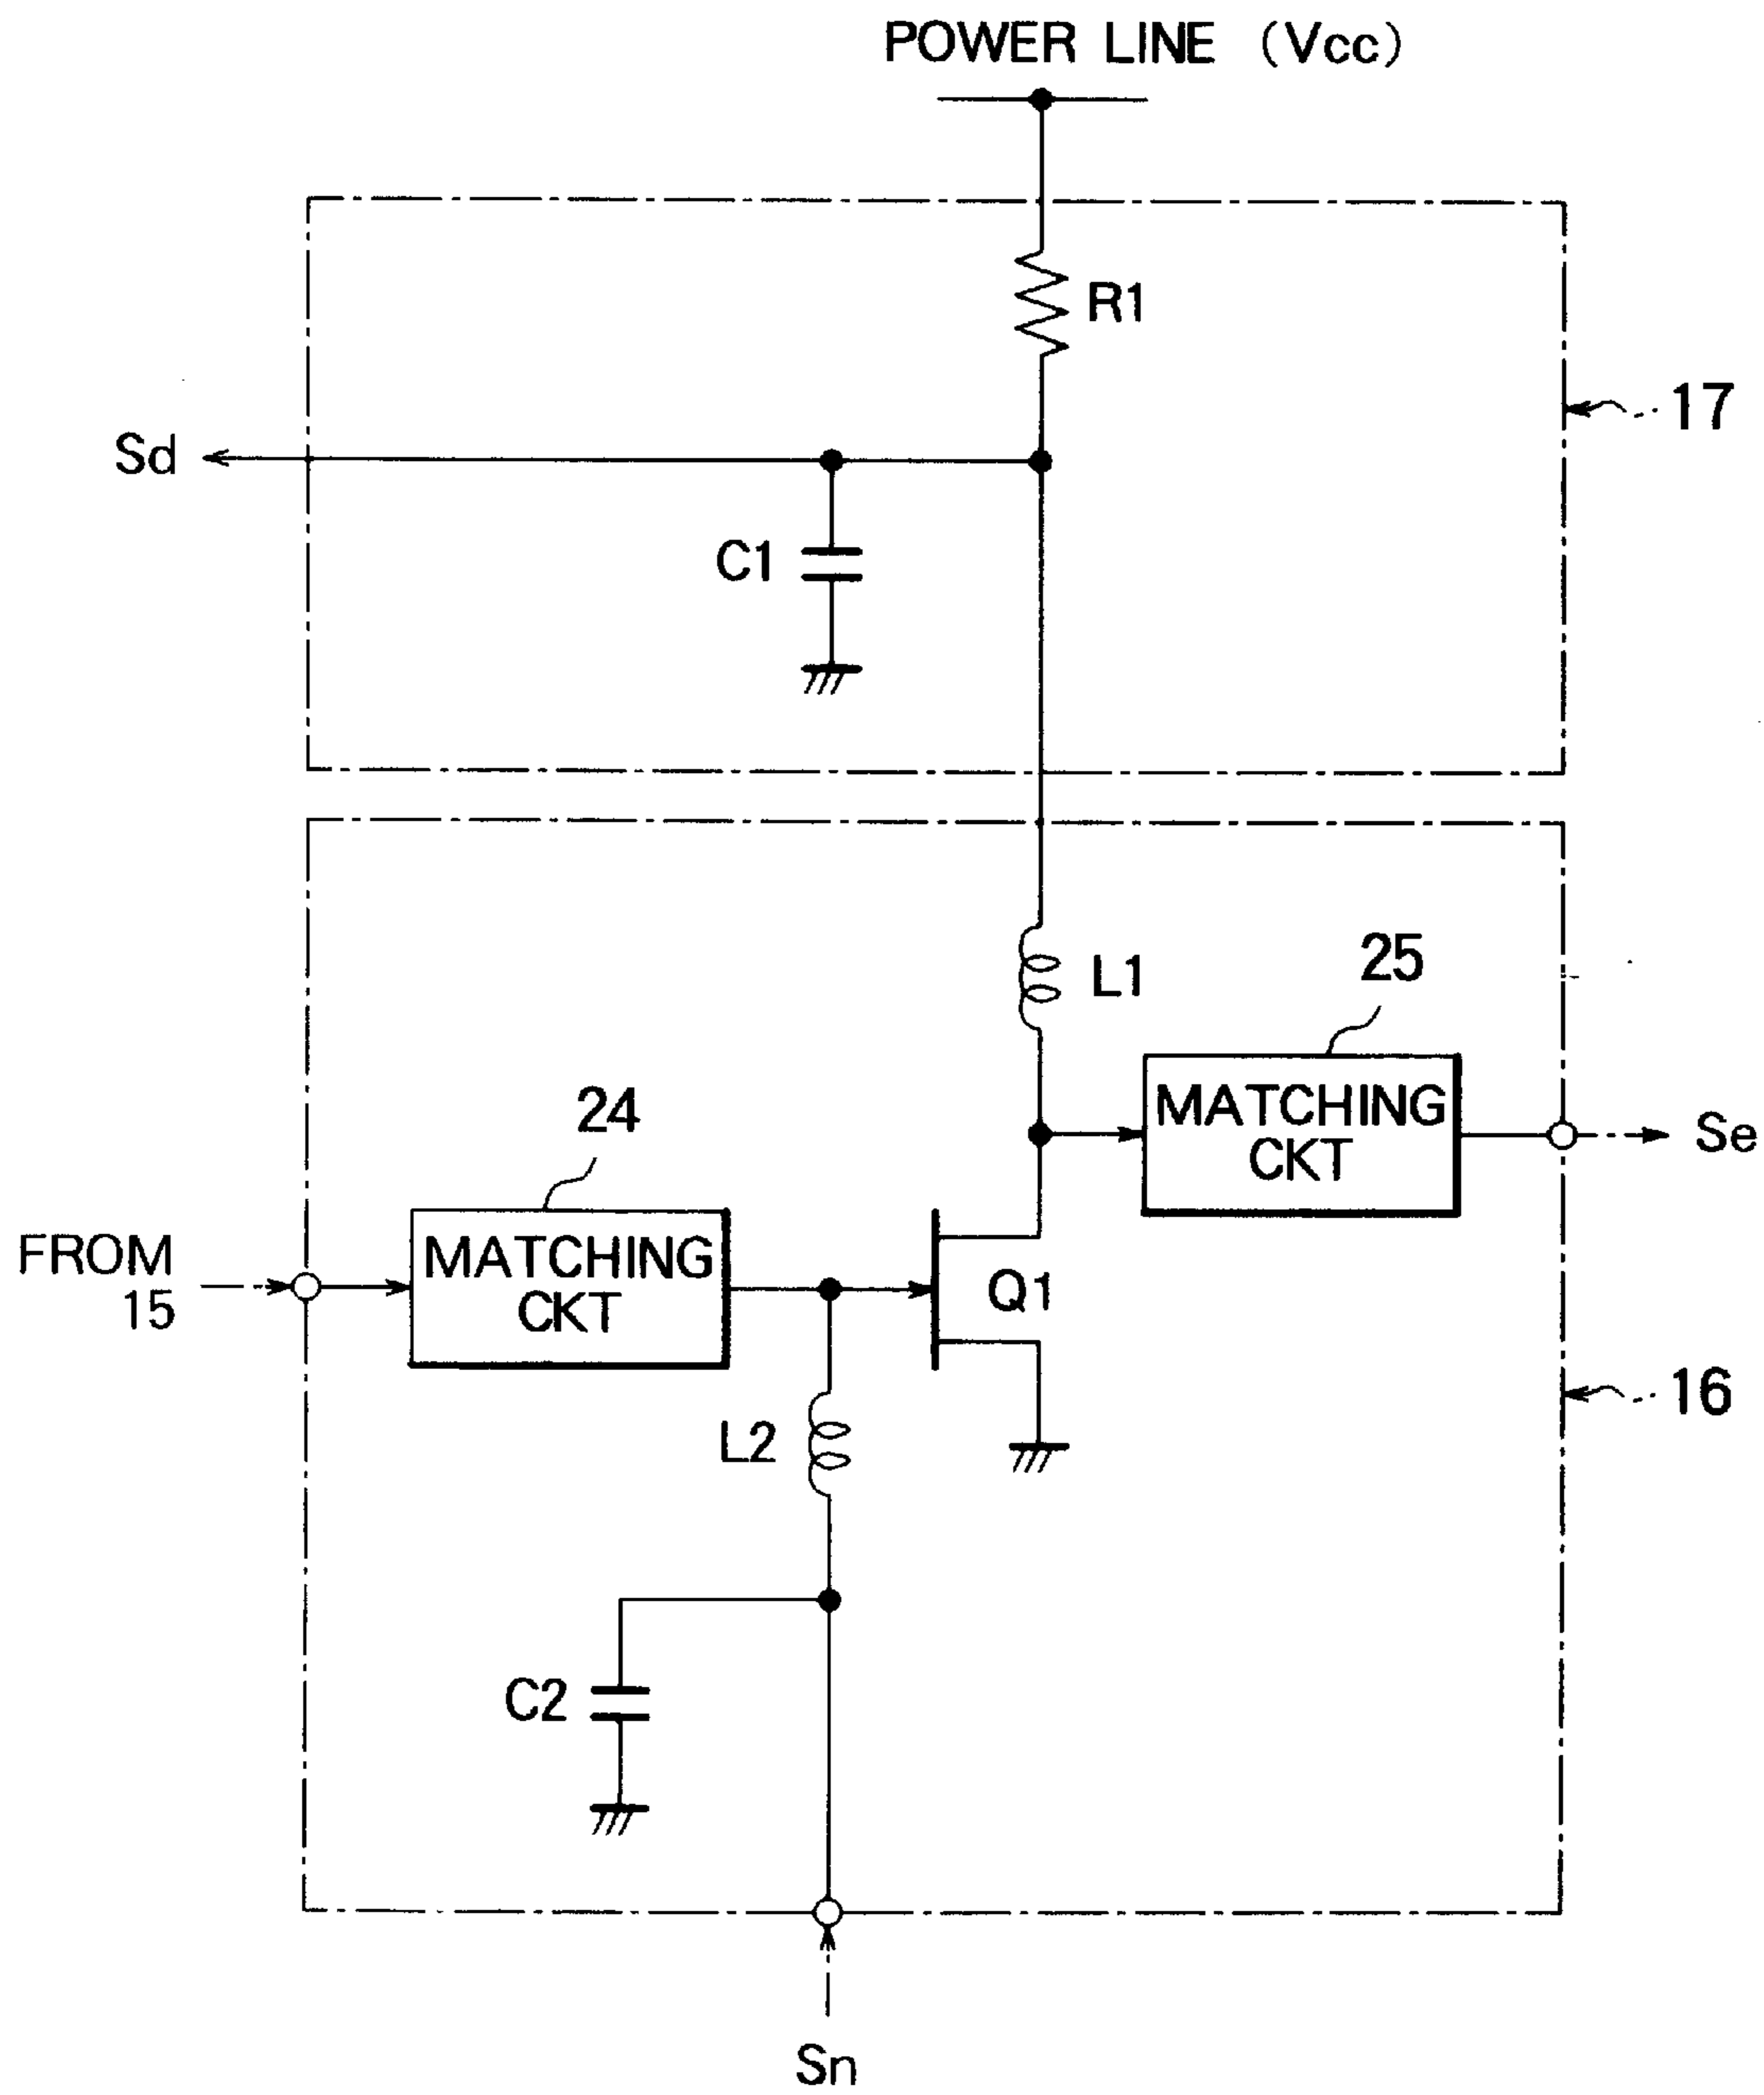 POWER LINE (Vcc)
R1
17
Sd
C1
L1
25
MATCHING
CKT
Se
24
MATCHING
CKT
FROM
15
Q1
16
L2
C2
Sn